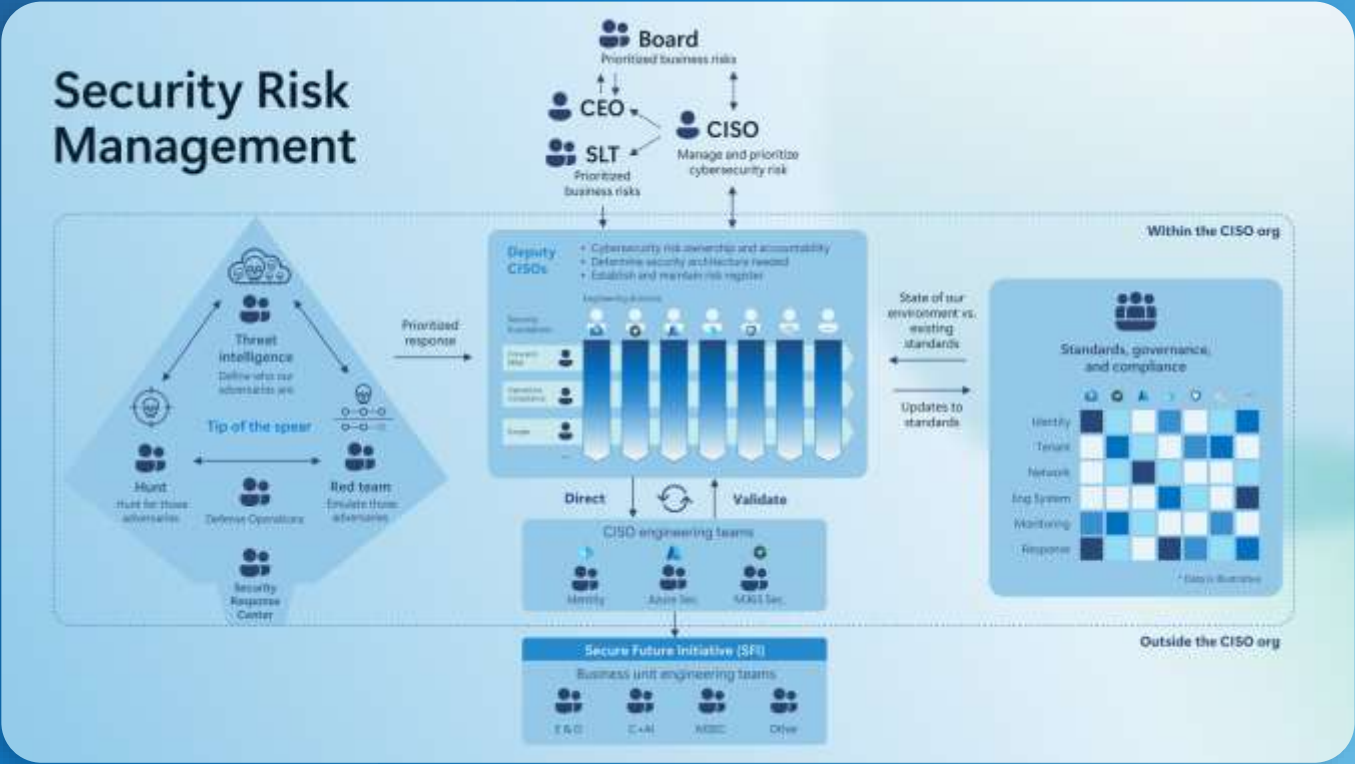 Security Risk
Management
Board
Prioritized business risks
CEO
CISO
Manage and prioritize
cybersecurity risk
SLT
Prioritized
business risks
Within the CISO org
Threat
intelligence
Define who our
adversaries are
Tip of the spear
Hunt
Hunt for those
adversaries
Red team
Emulate those
adversaries
Defense Operations
Security
Response
Center
Prioritized
response
Deputy
CISOs
• Cybersecurity risk ownership and accountability
• Determine security architecture needed
• Establish and maintain risk register
Engineering divisions
Security
Europe
...
Direct
Validate
CISO engineering teams
Identity
Azure Sec.
M365 Sec.
State of our
environment vs.
existing
standards
Updates to
standards
Standards, governance,
and compliance
Identity
Tenant
Network
Eng System
Monitoring
Response
* Data is illustrative
Outside the CISO org
Secure Future Initiative (SFI)
Business unit engineering teams
E & D
C+AI
Other